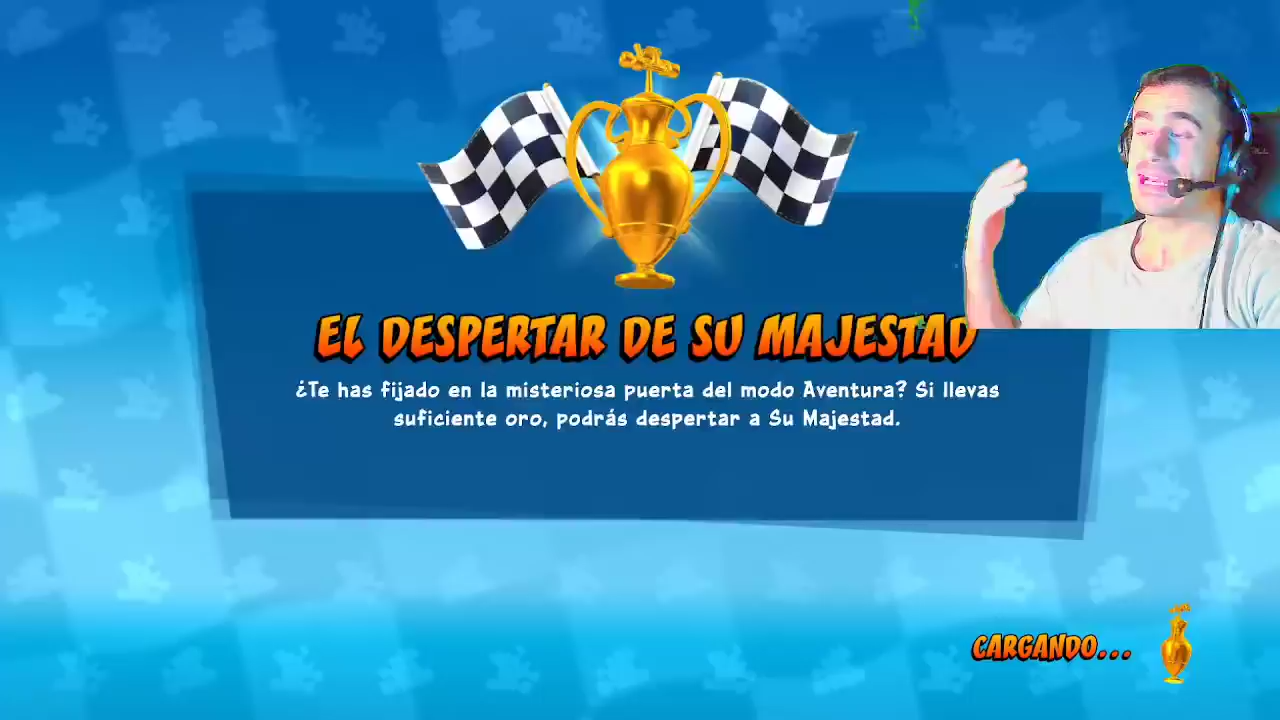 EL DESPERTAR DE SU MAJESTAD
¿Te has fijado en la misteriosa puerta del modo Aventura? Si llevas
suficiente oro, podrás despertar a Su Majestad.
CARGANDO...